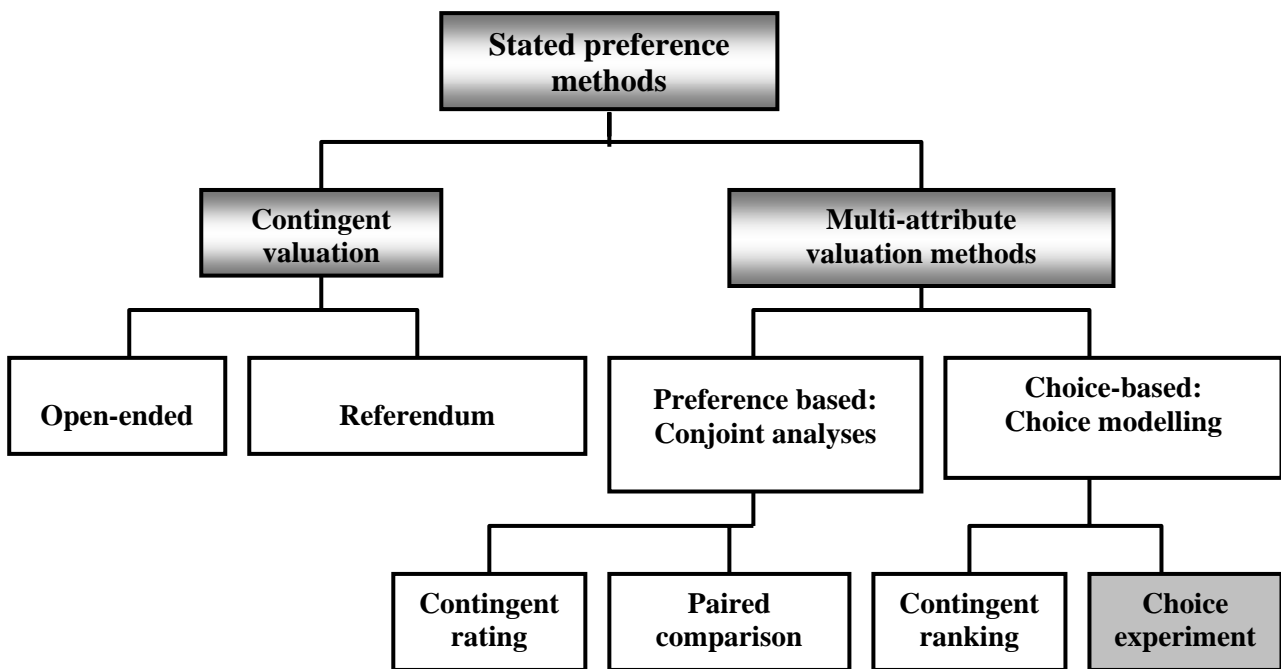 Stated preference
methods
Contingent
valuation
Multi-attribute
valuation methods
Open-ended
Referendum
Preference based:
Conjoint analyses
Choice-based:
Choice modelling
Contingent
rating
Paired
comparison
Contingent
ranking
Choice
experiment